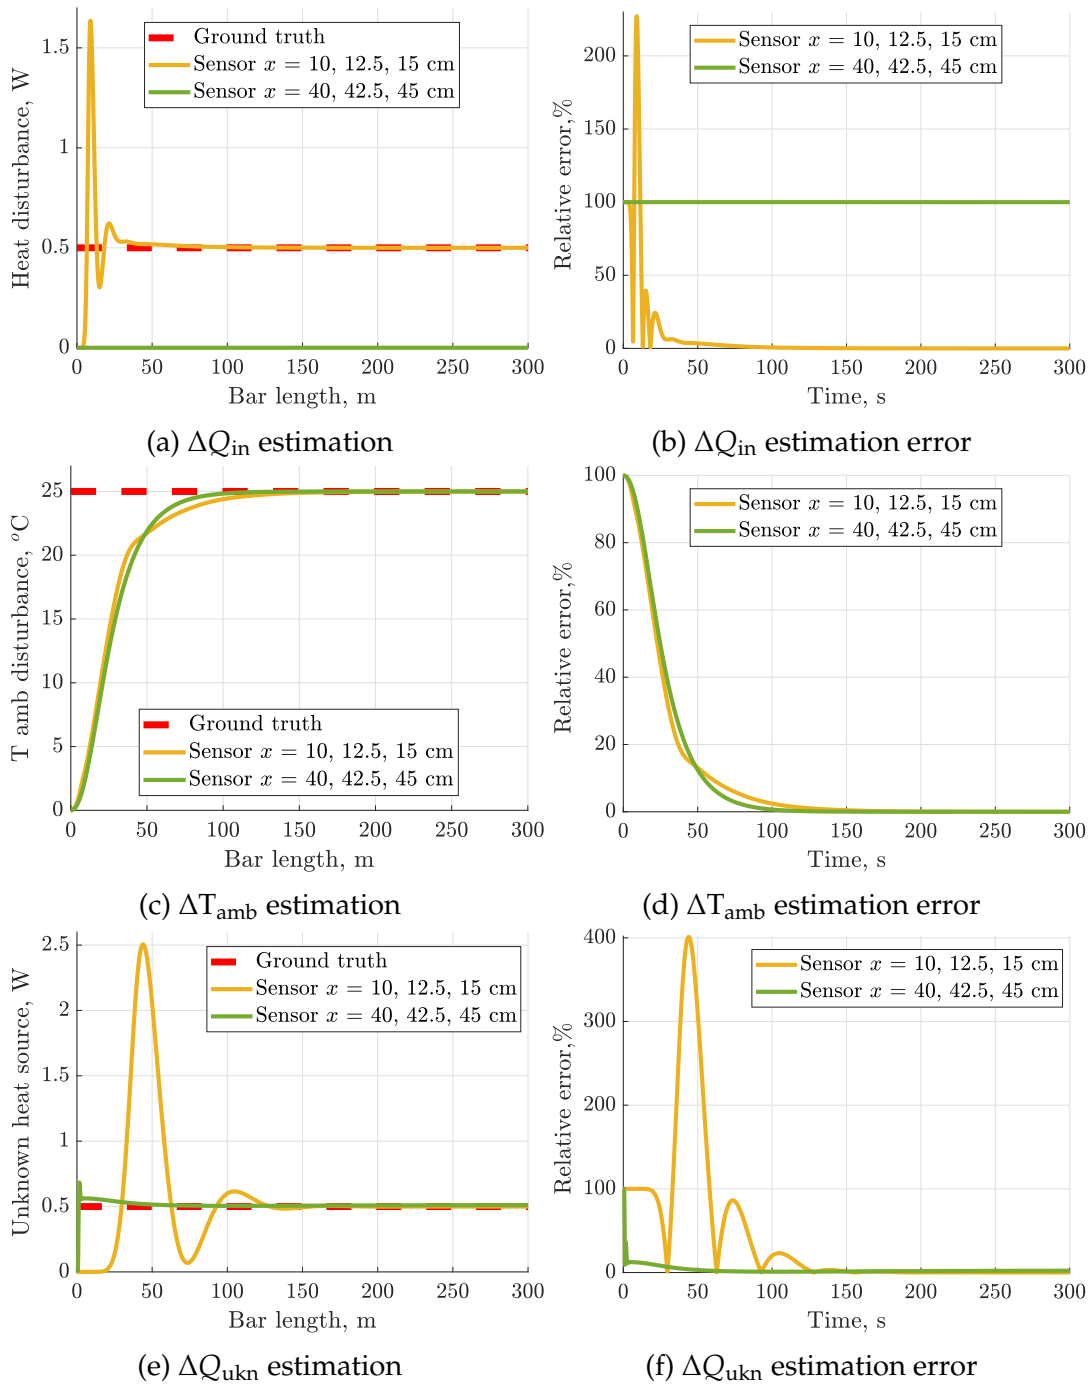 Heat disturbance, W
1.5
1
0.5
0
Ground truth
Sensor x = 10, 12.5, 15 cm
Sensor x = 40, 42.5, 45 cm
0 50 100 150 200 250 300
Bar length, m
(a) ΔQin estimation
Relative error,%
200
150
100
50
0
Sensor x = 10, 12.5, 15 cm
Sensor x = 40, 42.5, 45 cm
0 50 100 150 200 250 300
Time, s
(b) ΔQin estimation error
T amb disturbance, °C
25
20
15
10
5
0
Ground truth
Sensor x = 10, 12.5, 15 cm
Sensor x = 40, 42.5, 45 cm
0 50 100 150 200 250 300
Bar length, m
(c) ΔTamb estimation
Relative error,%
100
80
60
40
20
0
Sensor x = 10, 12.5, 15 cm
Sensor x = 40, 42.5, 45 cm
0 50 100 150 200 250 300
Time, s
(d) ΔTamb estimation error
Unknown heat source, W
2.5
2
1.5
1
0.5
0
Ground truth
Sensor x = 10, 12.5, 15 cm
Sensor x = 40, 42.5, 45 cm
0 50 100 150 200 250 300
Bar length, m
(e) ΔQukn estimation
Relative error,%
400
300
200
100
0
Sensor x = 10, 12.5, 15 cm
Sensor x = 40, 42.5, 45 cm
0 50 100 150 200 250 300
Time, s
(f) ΔQukn estimation error